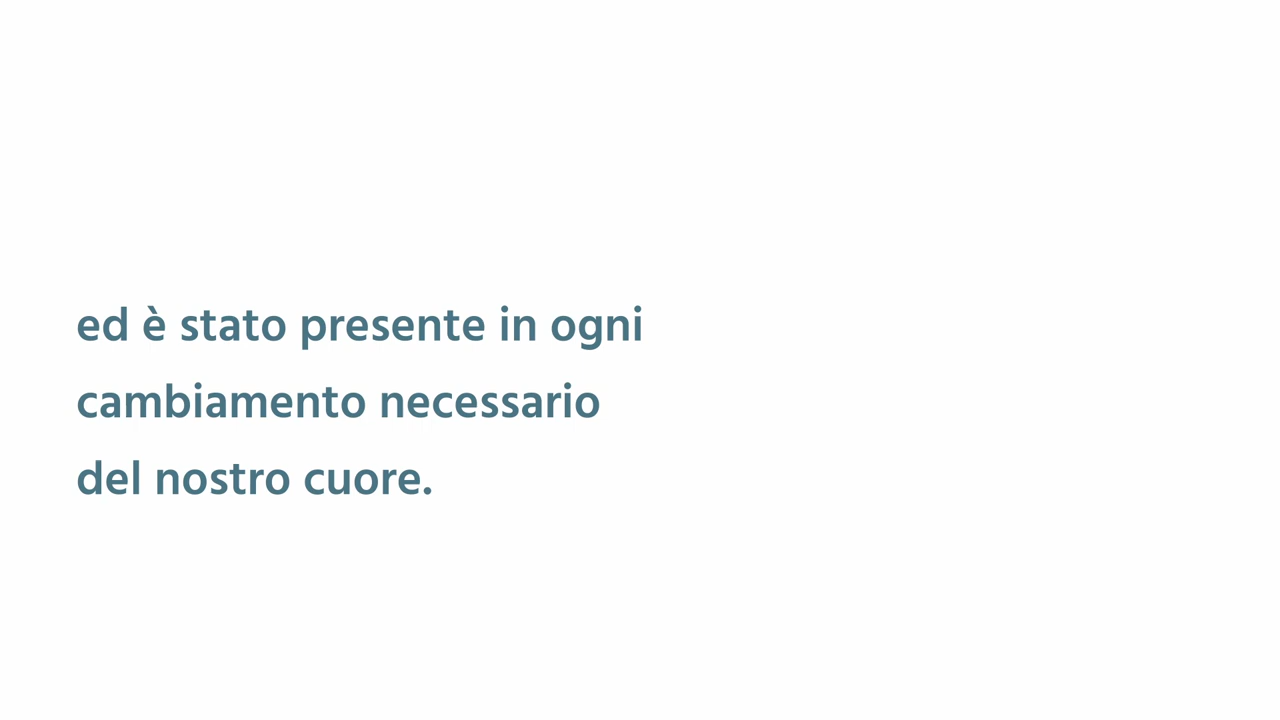 ed è stato presente in ogni
cambiamento necessario
del nostro cuore.